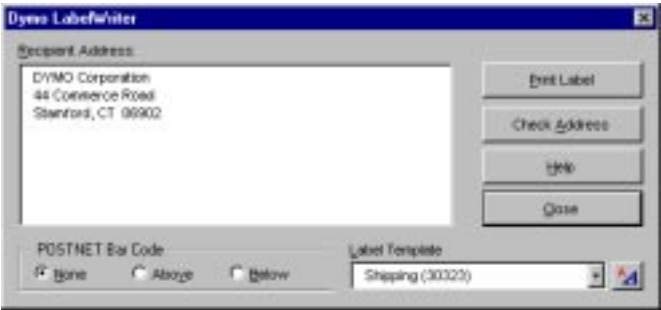 Dymo LabelWriter
Recipient Address:
DYMO Corporation
44 Commerce Road
Stamford, CT 06902
Print Label
Check Address
Help
Close
POSTNET Bar Code
None
Above
Below
Label Template
Shipping (30323)